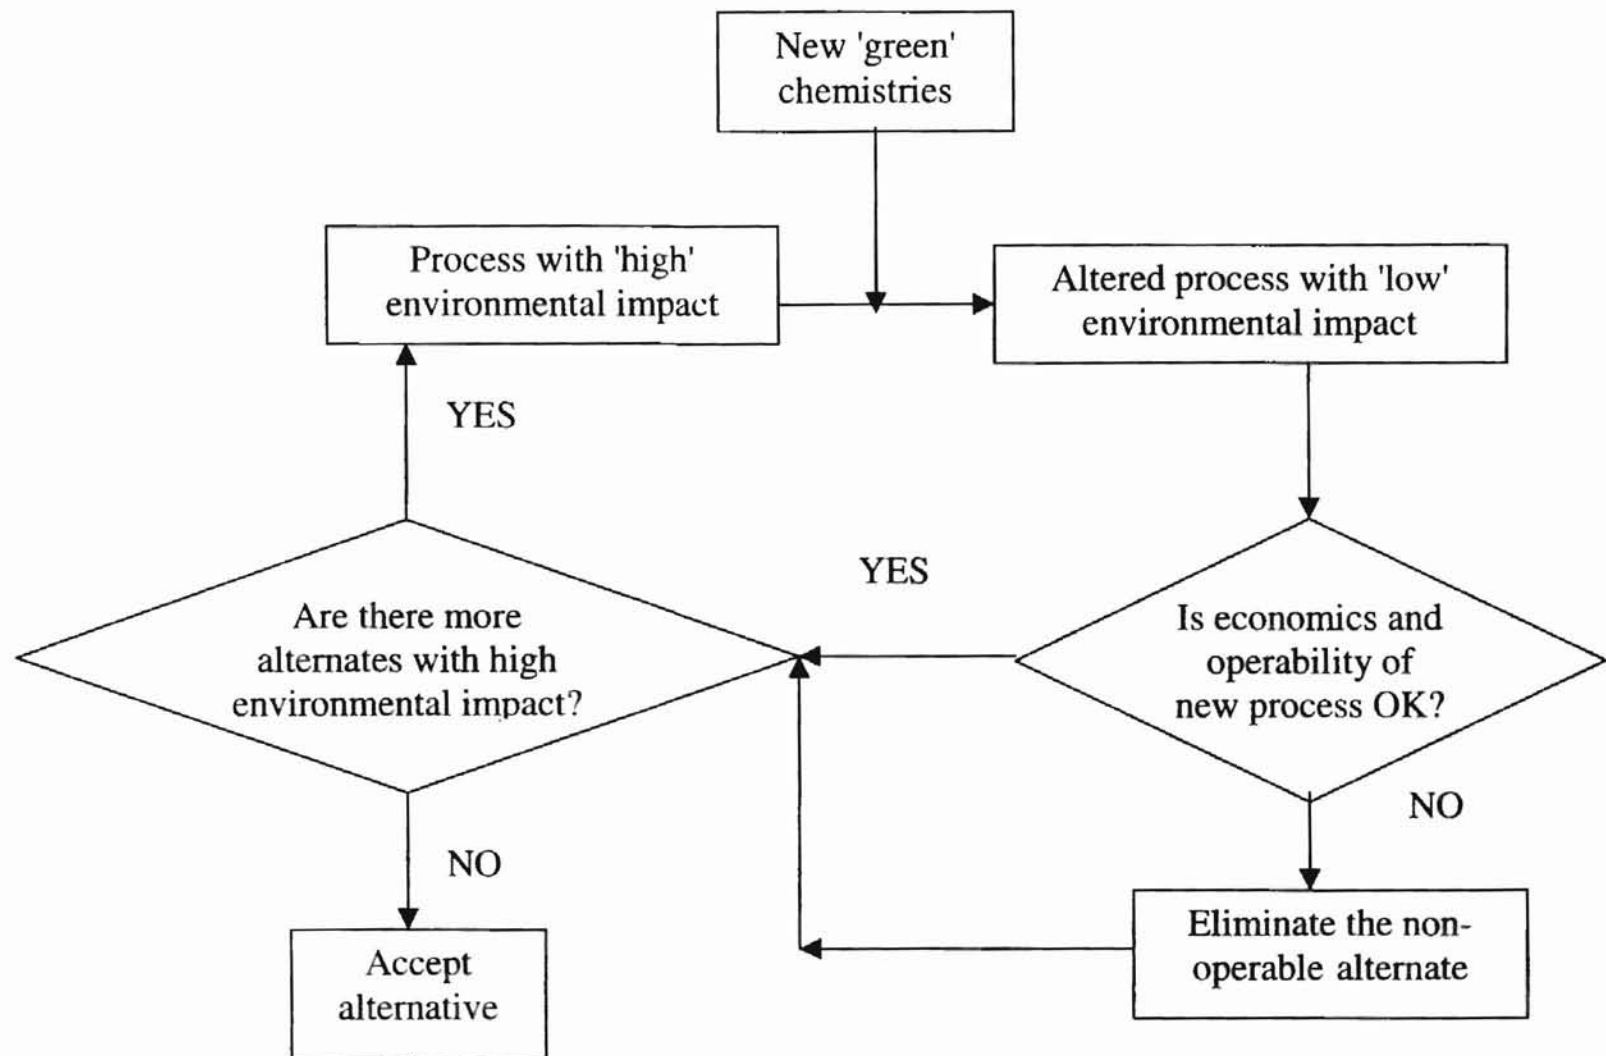 New 'green'
chemistries
Process with 'high'
environmental impact
Altered process with 'low'
environmental impact
YES
YES
Are there more
alternates with high
environmental impact?
Is economics and
operability of
new process OK?
NO
NO
Eliminate the non-
operable alternate
Accept
alternative